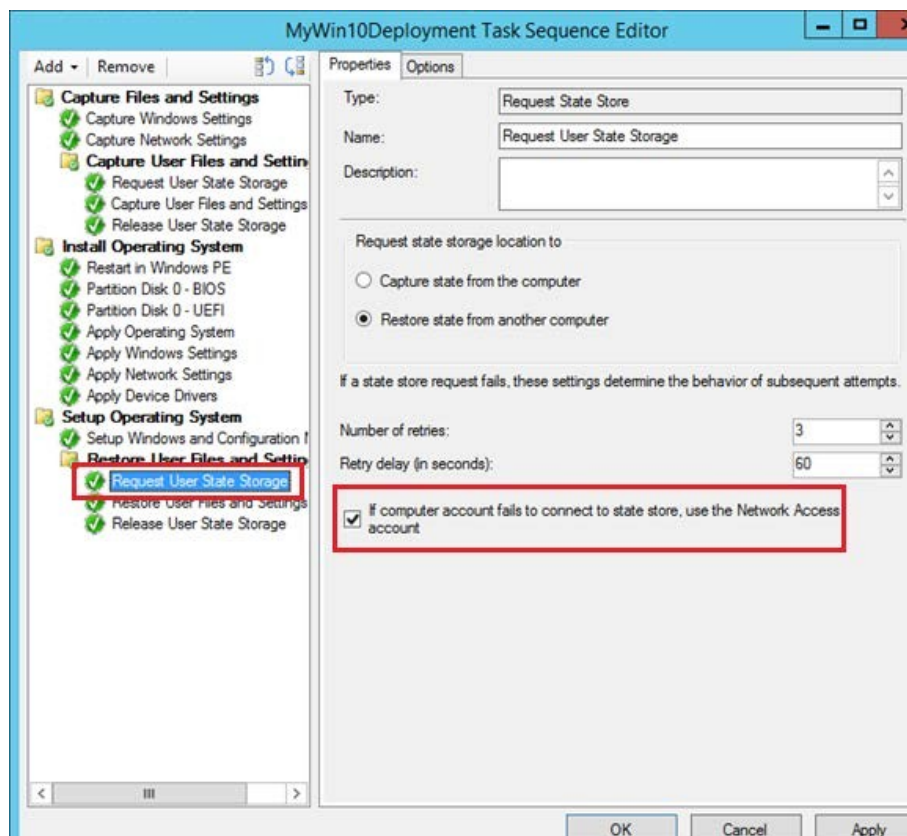 MyWin10Deployment Task Sequence Editor
Add
Remove
Capture Files and Settings
Capture Windows Settings
Capture Network Settings
Capture User Files and Settin
Request User State Storage
Capture User Files and Settings
Release User State Storage
Install Operating System
Restart in Windows PE
Partition Disk 0 - BIOS
Partition Disk 0 - UEFI
Apply Operating System
Apply Windows Settings
Apply Network Settings
Apply Device Drivers
Setup Operating System
Setup Windows and Configuration
Restore User Files and Settin
Request User State Storage
Restore User Files and Settings
Release User State Storage
Properties
Options
Type:
Request State Store
Name:
Request User State Storage
Description:
Request state storage location to
Capture state from the computer
Restore state from another computer
If a state store request fails, these settings determine the behavior of subsequent attempts.
Number of retries:
3
Retry delay (in seconds):
60
If computer account fails to connect to state store, use the Network Access
account
OK
Cancel
Apply